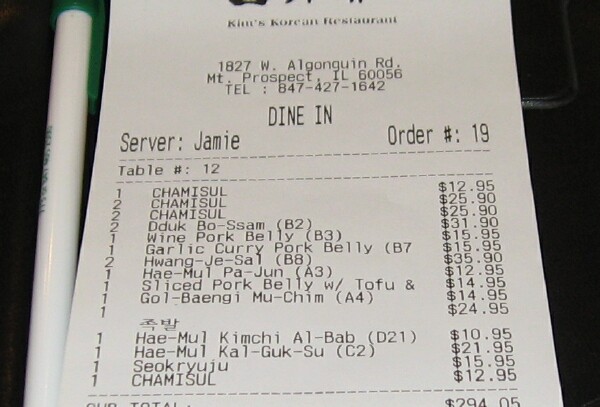 Kim's Korean Restaurant
1827 W. Algonquin Rd.
Mt. Prospect, IL 60056
TEL : 847-427-1642
DINE IN
Server: Jamie Order #: 19
Table #: 12
1 CHAMISUL $12.95
2 CHAMISUL $25.90
2 CHAMISUL $25.90
2 Dduk Bo-Ssam (B2) $31.90
1 Wine Pork Belly (B3) $15.95
1 Garlic Curry Pork Belly (B7 $15.95
2 Hwang-Je-Sal (B8) $35.90
1 Hae-Mul Pa-Jun (A3) $12.95
1 Sliced Pork Belly w/ Tofu & $14.95
1 Gol-Baengi Mu-Chim (A4) $14.95
1 $24.95
족발
1 Hae-Mul Kimchi Al-Bab (D21) $10.95
1 Hae-Mul Kal-Guk-Su (C2) $21.95
1 Seokryuju $15.95
1 CHAMISUL $12.95
TOTAL: $294.05